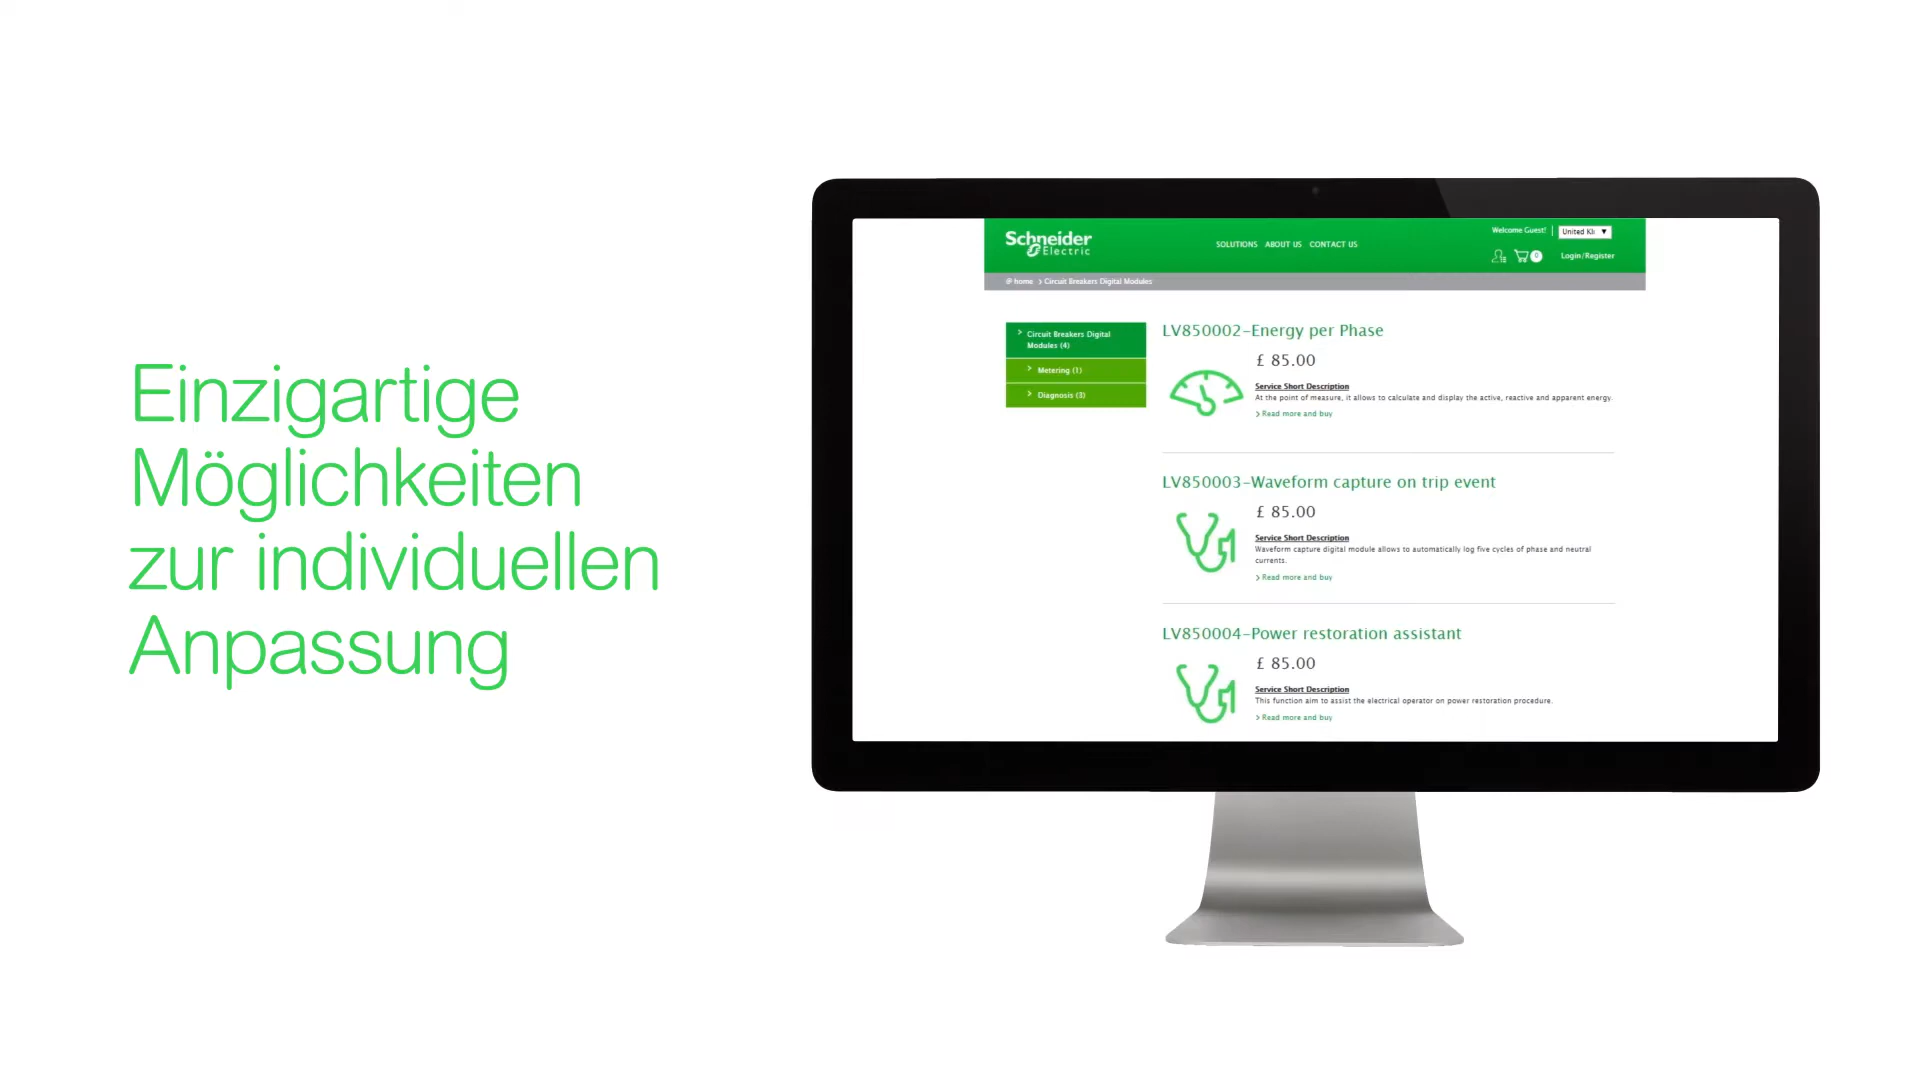 Einzigartige
Möglichkeiten
zur individuellen
Anpassung
Schneider
Electric
SOLUTIONS ABOUT US CONTACT US
Welcome Guest!
0
Login/Register
home > Circuit Breakers Digital Modules
> Circuit Breakers Digital
Modules (4)
> Metering (1)
> Diagnosis (3)
LV850002-Energy per Phase
£ 85.00
Service Short Description
At the point of measure, it allows to calculate and display the active, reactive and apparent energy.
> Read more and buy
LV850003-Waveform capture on trip event
£ 85.00
Service Short Description
Waveform capture digital module allows to automatically log five cycles of phase and neutral
currents.
> Read more and buy
LV850004-Power restoration assistant
£ 85.00
Service Short Description
This function aim to assist the electrical operator on power restoration procedure.
> Read more and buy